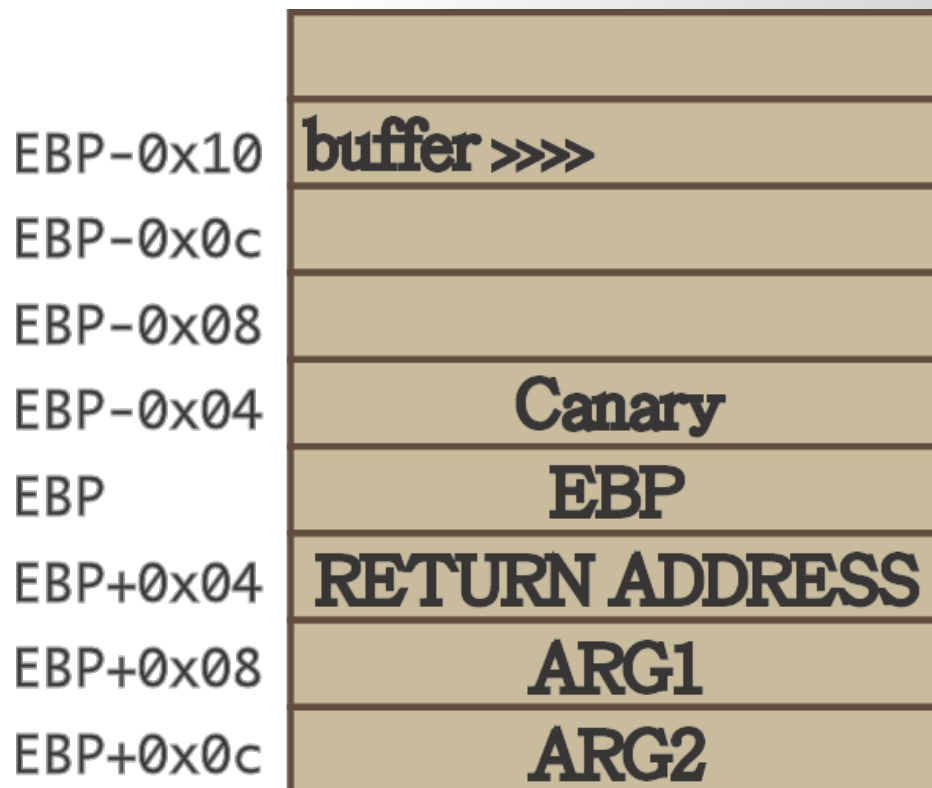 EBP-0x10 buffer >>>>
EBP-0x0c
EBP-0x08
EBP-0x04 Canary
EBP EBP
EBP+0x04 RETURN ADDRESS
EBP+0x08 ARG1
EBP+0x0c ARG2